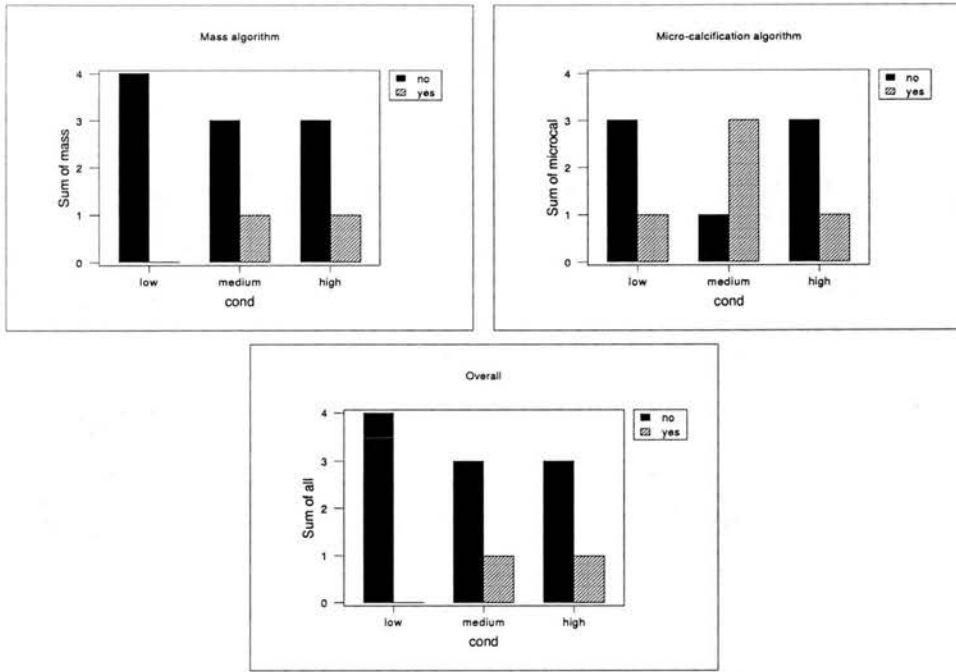 Mass algorithm
no
yes
Sum of mass
4
3
2
1
0
low medium high
cond
Micro-calcification algorithm
no
yes
Sum of microcal
4
3
2
1
0
low medium high
cond
Overall
no
yes
Sum of all
4
3
2
1
0
low medium high
cond